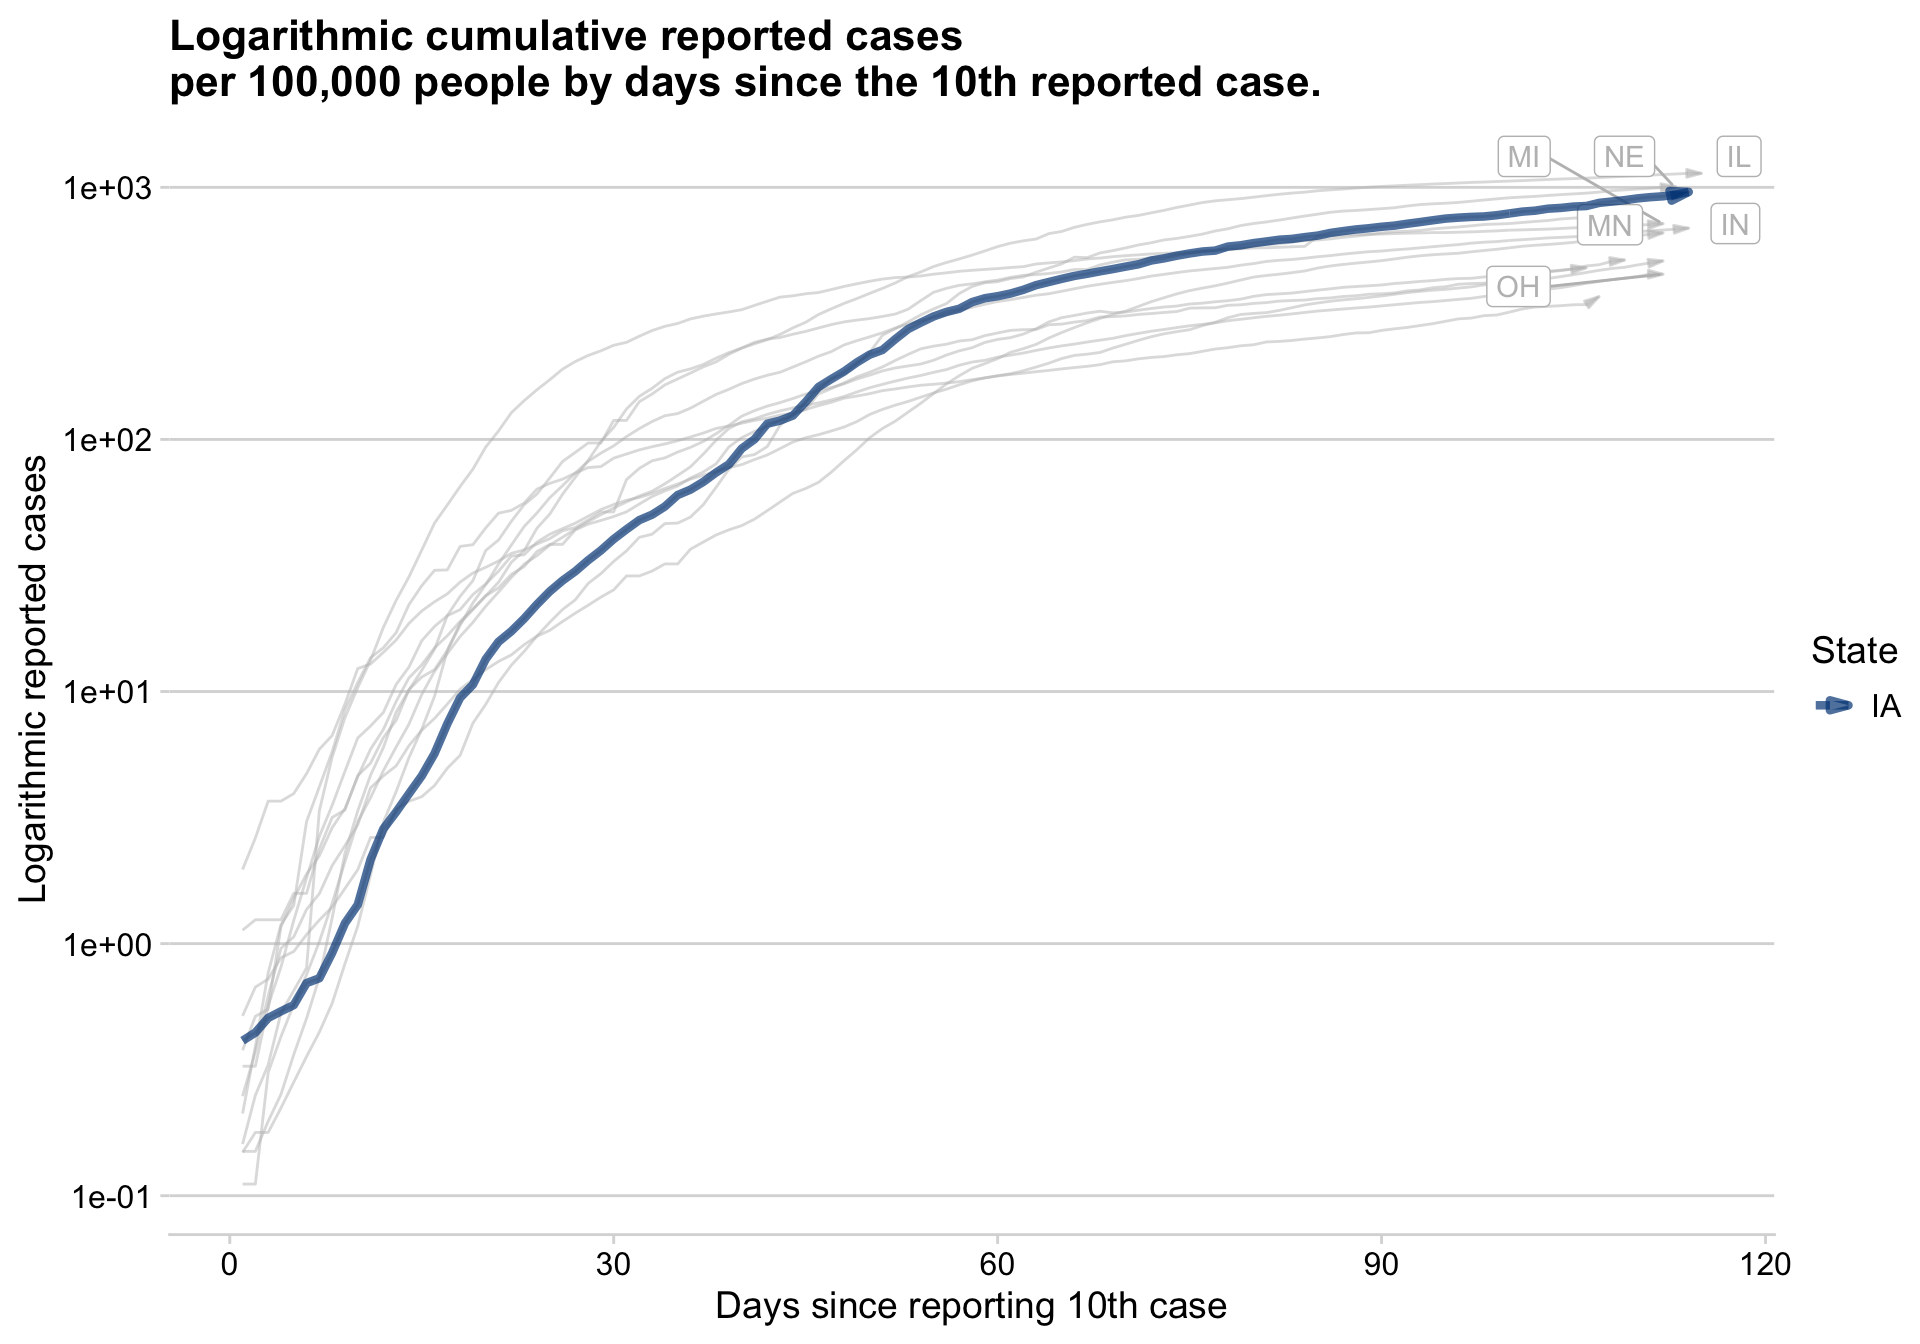 Logarithmic cumulative reported cases
per 100,000 people by days since the 10th reported case.
MI
NE
IL
1e+03
MN
IN
OH
1e+02
1e+01
1e+00
1e-01
Logarithmic reported cases
State
IA
0
30
60
90
120
Days since reporting 10th case